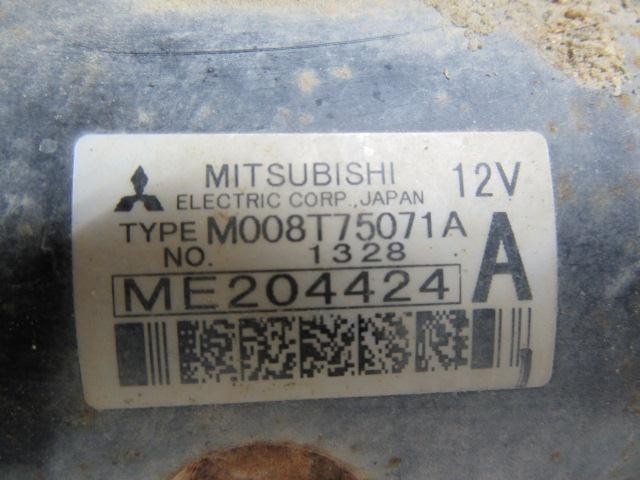 MITSUBISHI 12V
ELECTRIC CORP.,JAPAN
TYPE M008T75071A
NO. 1328 A
ME204424